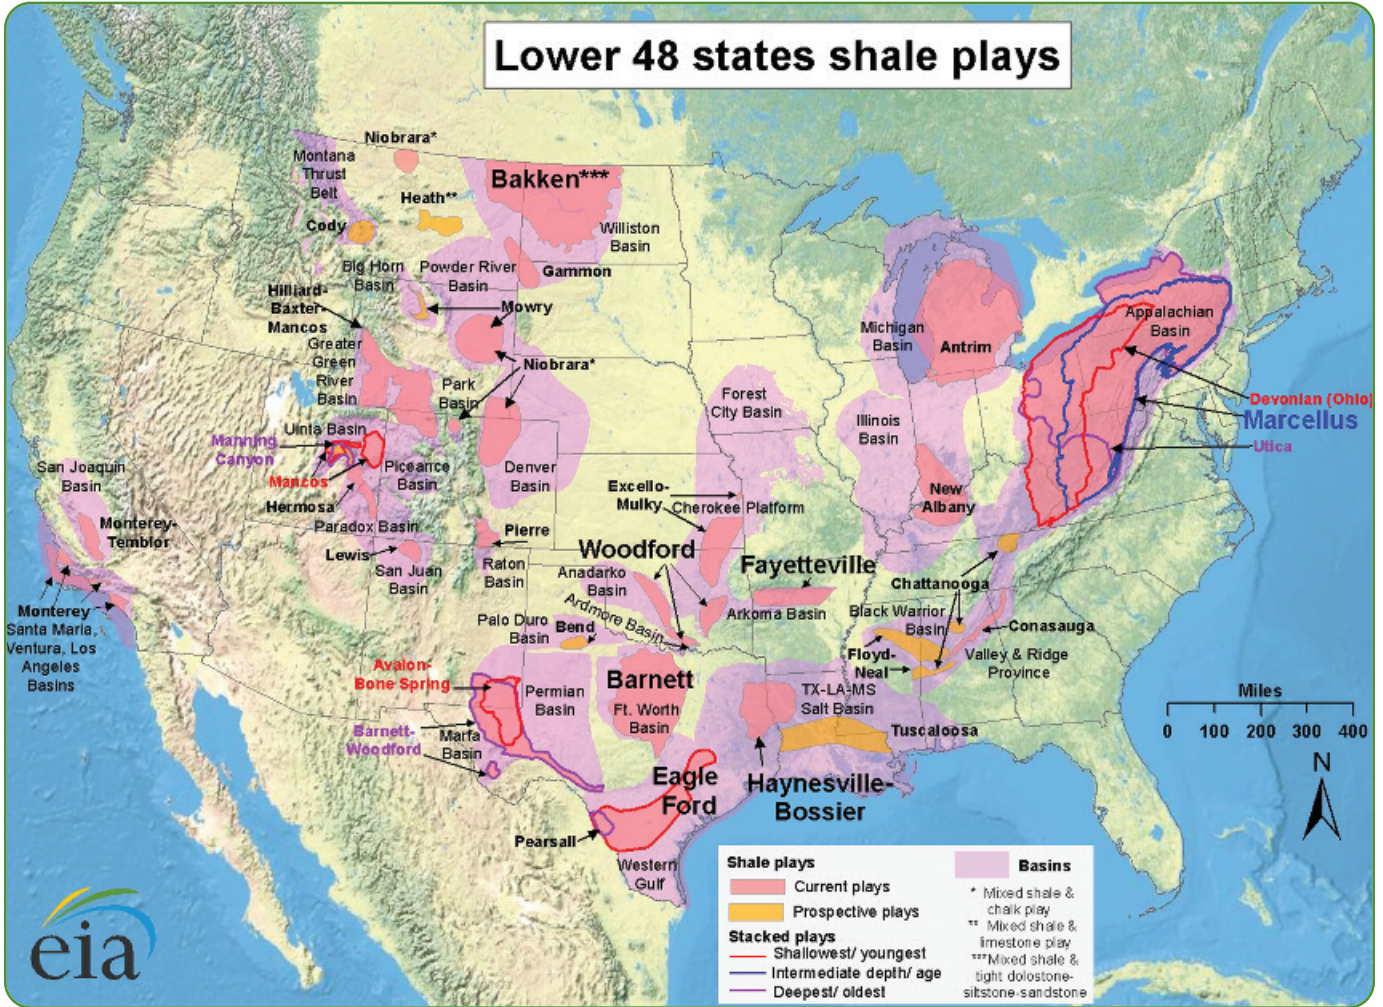 Lower 48 states shale plays
Niobrara*
Montana
Thrust
Belt
Bakken***
Heath**
Cody
Williston
Basin
Big Horn
Basin
Powder River
Basin
Gammon
Hilliard-
Baxter-
Mancos
Mowry
Greater
Green
River
Basin
Niobrara*
Park
Basin
Michigan
Basin
Antrim
Appalachian
Basin
Forest
City Basin
Illinois
Basin
Devonian (Ohio)
Marcellus
Utica
Uinta Basin
Manning
Canyon
Mancos
Piceance
Basin
Denver
Basin
San Joaquin
Basin
Hermosa
Paradox Basin
Monterey-
Temblor
Excello-
Mulky
Cherokee Platform
New
Albany
Pierre
Lewis
San Juan
Basin
Raton
Basin
Woodford
Anadarko
Basin
Ardmore Basin
Fayetteville
Arkoma Basin
Chattanooga
Black Warrior
Basin
Conasauga
Monterey
Santa Maria,
Ventura, Los
Angeles
Basins
Palo Duro
Basin
Bend
Floyd-
Neal
Valley & Ridge
Province
Avalon-
Bone Spring
Permian
Basin
Barnett
Ft. Worth
Basin
TX-LA-MS
Salt Basin
Tuscaloosa
Barnett-
Woodford
Marfa
Basin
Eagle
Ford
Haynesville-
Bossier
Pearsall
Western
Gulf
Miles
0 100 200 300 400
N
Shale plays
Current plays
Prospective plays
Stacked plays
Shallowest/ youngest
Intermediate depth/ age
Deepest/ oldest
Basins
* Mixed shale &
chalk play
** Mixed shale &
limestone play
***Mixed shale &
tight dolostone-
siltstone-sandstone
eia